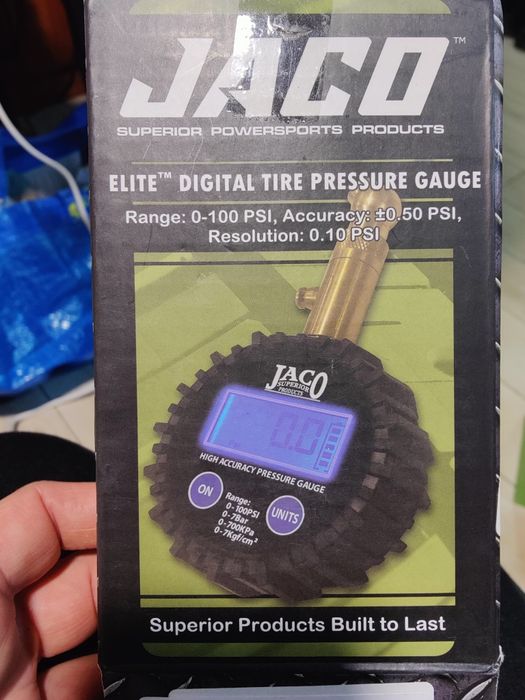 JACO™
SUPERIOR POWERSPORTS PRODUCTS
ELITE™ DIGITAL TIRE PRESSURE GAUGE
Range: 0-100 PSI, Accuracy: ±0.50 PSI,
Resolution: 0.10 PSI
JACO
SUPERIOR
PRODUCTS
0.0
HIGH ACCURACY PRESSURE GAUGE
ON
Range:
0-100PSI
0-7Bar
0-700KPa
0-7Kgf/cm²
UNITS
Superior Products Built to Last